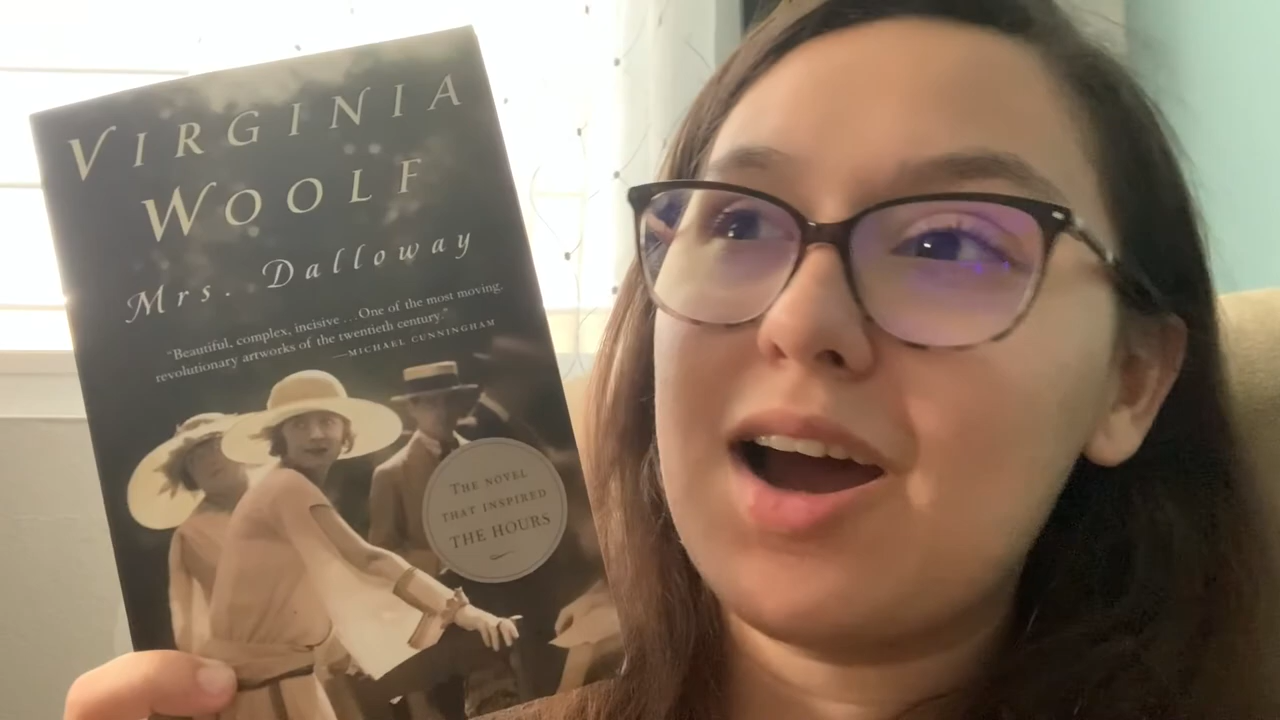 VIRGINIA
WOOLF
Mrs. Dalloway
"Beautiful, complex, incisive ...One of the most moving,
revolutionary artworks of the twentieth century."
—MICHAEL CUNNINGHAM
THE NOVEL
THAT INSPIRED
THE HOURS